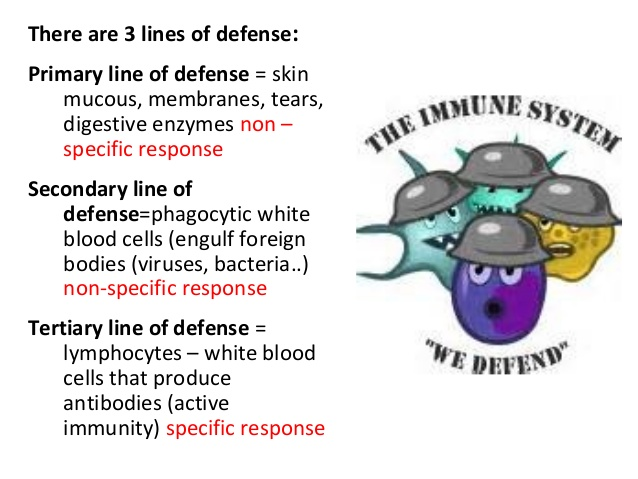 There are 3 lines of defense:
Primary line of defense = skin
mucous, membranes, tears,
digestive enzymes non –
specific response
Secondary line of
defense=phagocytic white
blood cells (engulf foreign
bodies (viruses, bacteria..)
non-specific response
Tertiary line of defense =
lymphocytes – white blood
cells that produce
antibodies (active
immunity) specific response
THE IMMUNE SYSTEM
"WE DEFEND"